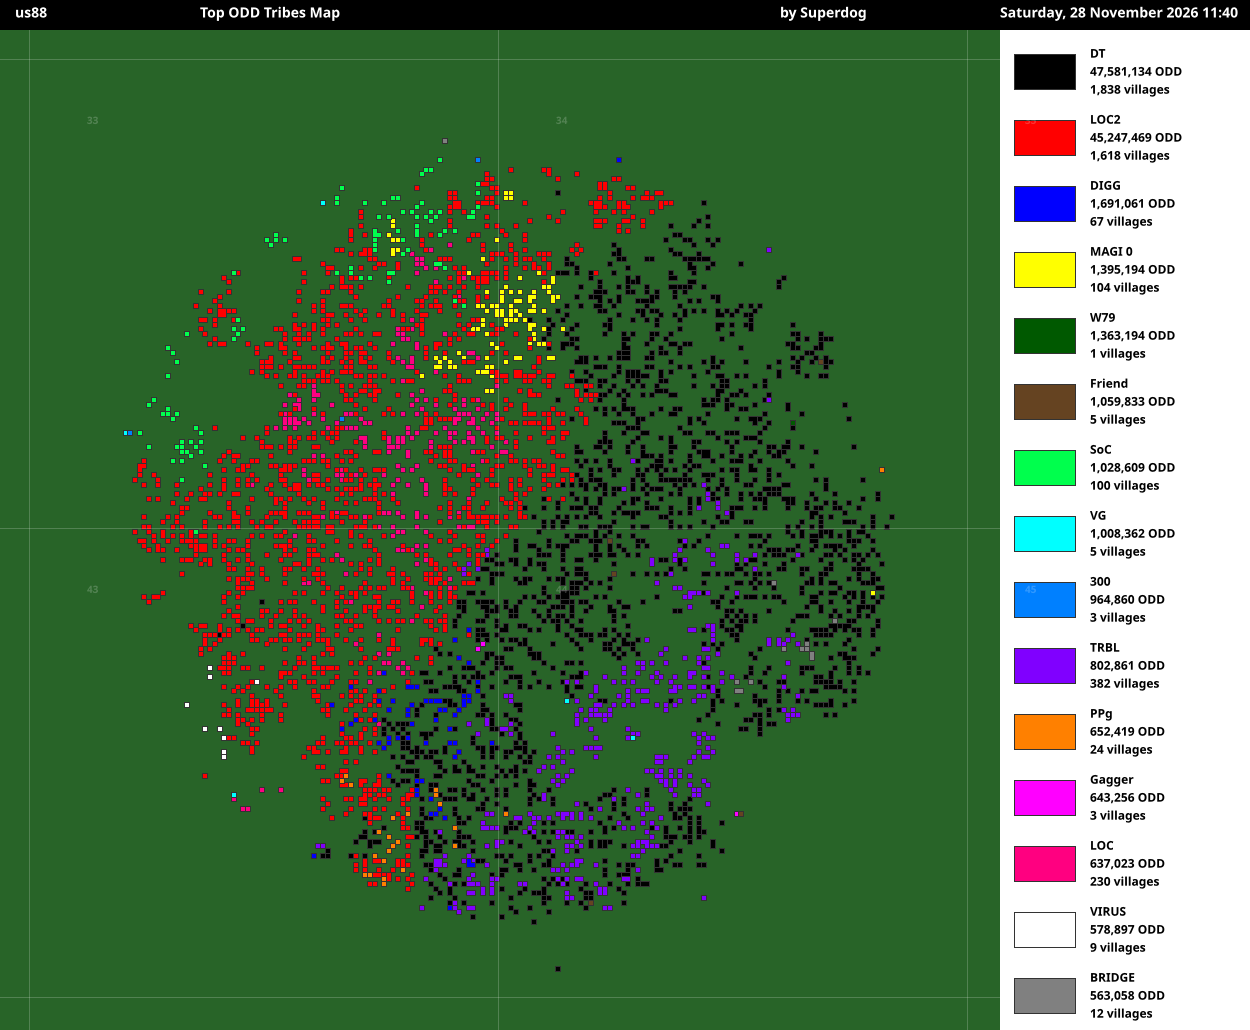 us88 Top ODD Tribes Map by Superdog Saturday, 28 November 2026 11:40
33
34
43
45
DT
47,581,134 ODD
1,838 villages
LOC2
45,247,469 ODD
1,618 villages
DIGG
1,691,061 ODD
67 villages
MAGI 0
1,395,194 ODD
104 villages
W79
1,363,194 ODD
1 villages
Friend
1,059,833 ODD
5 villages
SoC
1,028,609 ODD
100 villages
VG
1,008,362 ODD
5 villages
300
964,860 ODD
3 villages
TRBL
802,861 ODD
382 villages
PPg
652,419 ODD
24 villages
Gagger
643,256 ODD
3 villages
LOC
637,023 ODD
230 villages
VIRUS
578,897 ODD
9 villages
BRIDGE
563,058 ODD
12 villages